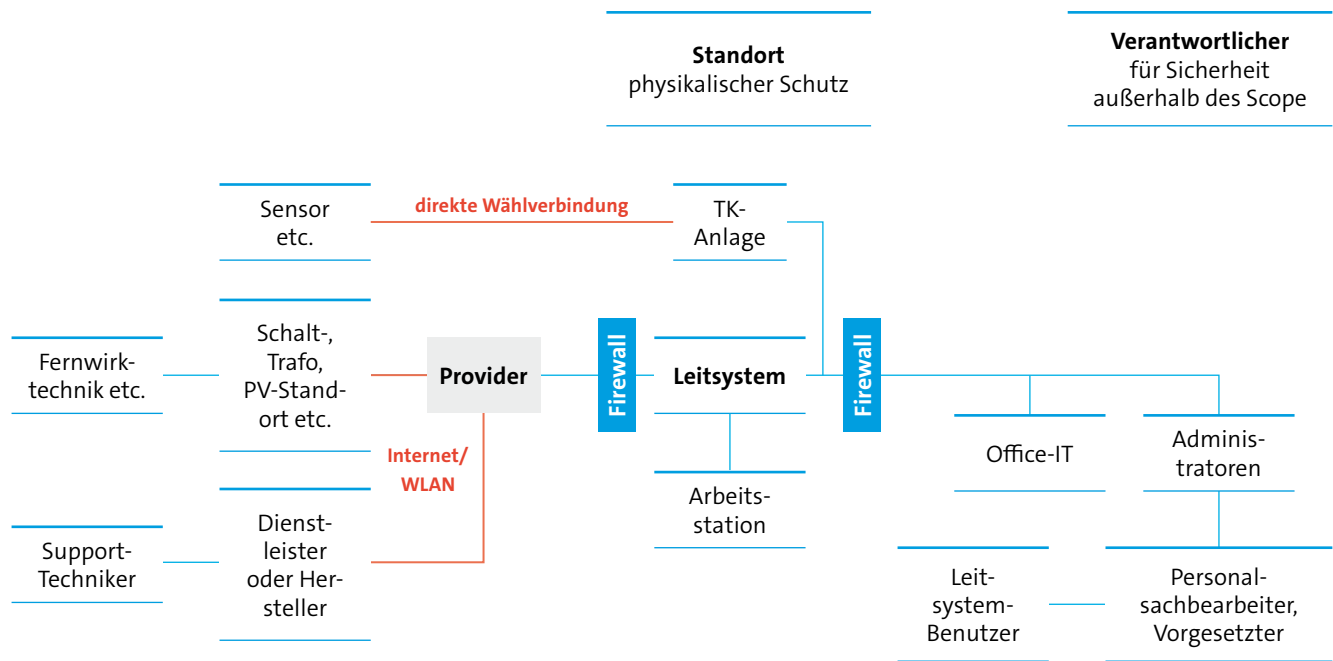 Standort
physikalischer Schutz
Verantwortlicher
für Sicherheit
außerhalb des Scope
Sensor
etc.
direkte Wählverbindung
TK-
Anlage
Fernwirk-
technik etc.
Schalt-,
Trafo,
PV-Stand-
ort etc.
Provider
Firewall
Leitsystem
Firewall
Internet/
WLAN
Arbeits-
station
Office-IT
Adminis-
tratoren
Support-
Techniker
Dienst-
leister
oder Her-
steller
Leit-
system-
Benutzer
Personal-
sachbearbeiter,
Vorgesetzter